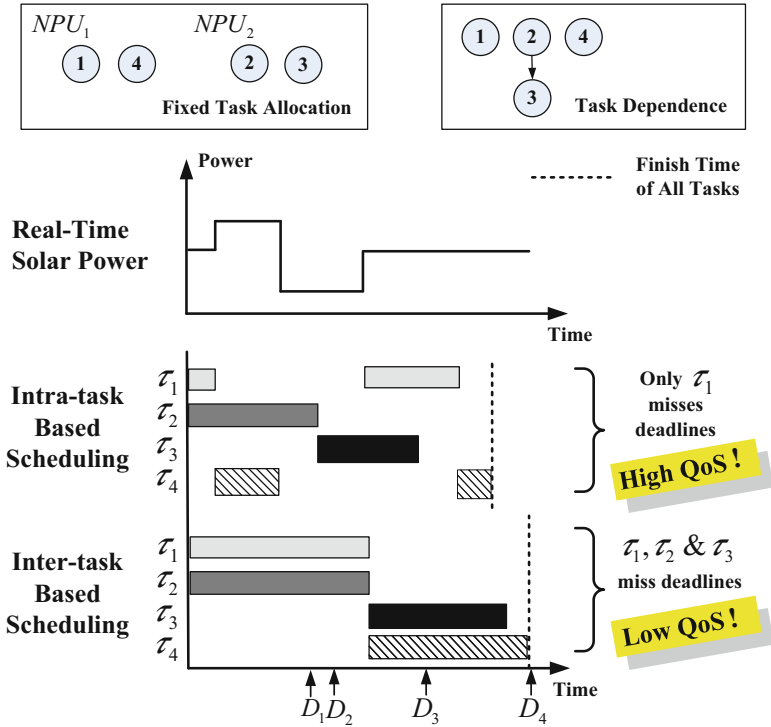 NPU₁ NPU₂
1 4 2 3
Fixed Task Allocation
1 2 4
3
Task Dependence
Power
Finish Time
of All Tasks
Real-Time
Solar Power
Time
Intra-task
Based
Scheduling
τ₁
τ₂
τ₃
τ₄
Only τ₁
misses
deadlines
High QoS !
Inter-task
Based
Scheduling
τ₁
τ₂
τ₃
τ₄
τ₁, τ₂ & τ₃
miss deadlines
Low QoS !
Time
D₁ D₂ D₃ D₄